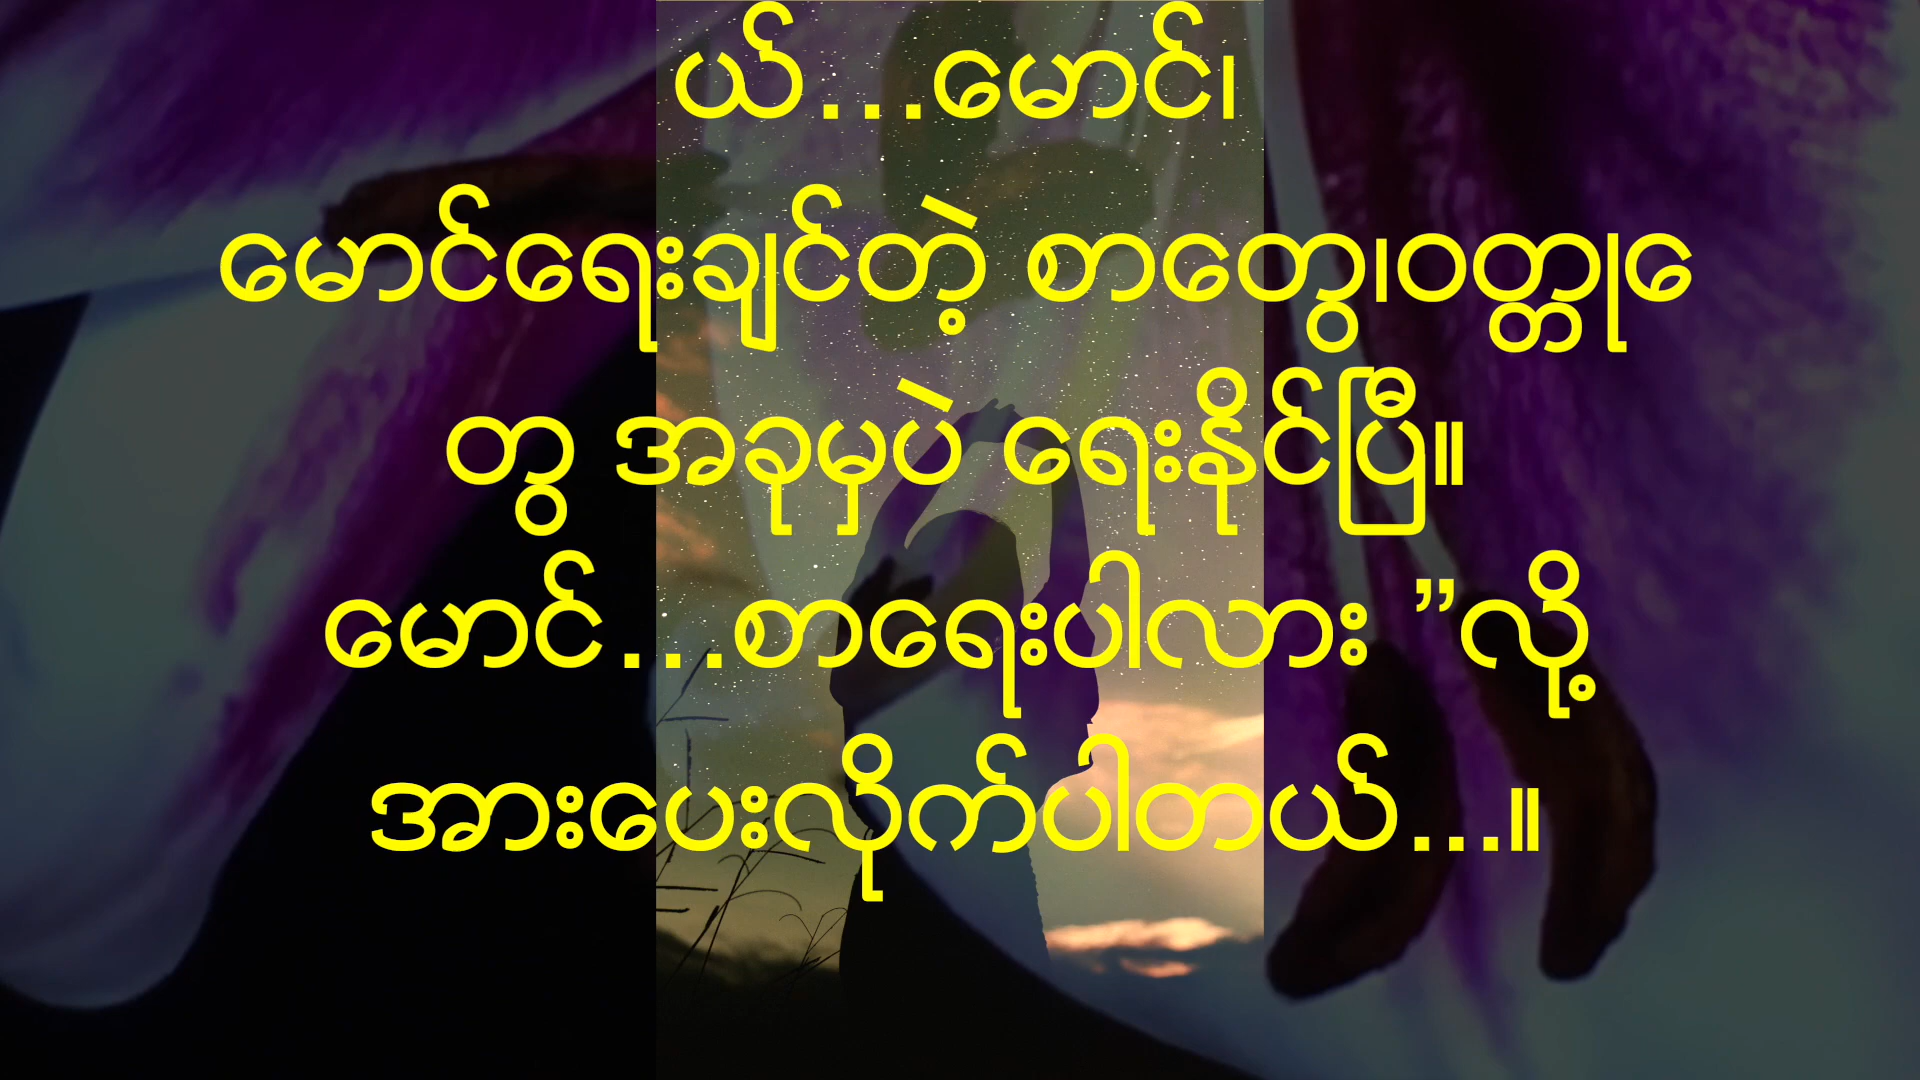 ယ်...မောင်၊
မောင်ရေးချင်တဲ့ စာတွေ၊ဝတ္ထုေ
တွ အခုမှပဲ ရေးနိုင်ပြီ။
မောင်...စာရေးပါလား ”လို့
အားပေးလိုက်ပါတယ်...။